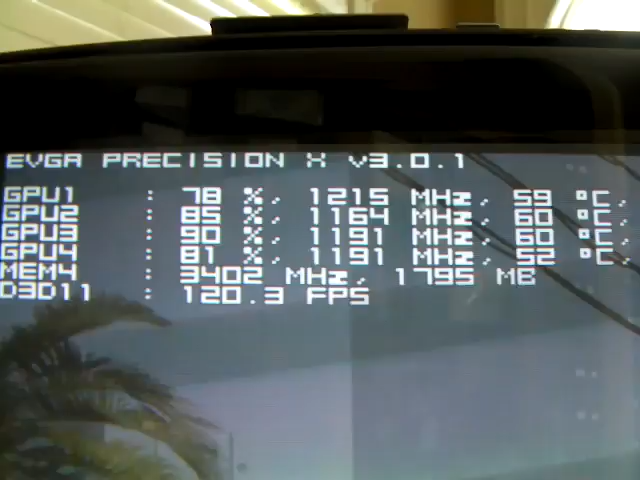 EVGA PRECISION X v3.0.1
GPU1 : 78 %, 1215 MHz, 59 °C,
GPU2 : 85 %, 1164 MHz, 60 °C,
GPU3 : 90 %, 1191 MHz, 60 °C,
GPU4 : 81 %, 1191 MHz, 52 °C,
MEM4 : 3402 MHz, 1795 MB
D3D11 : 120.3 FPS